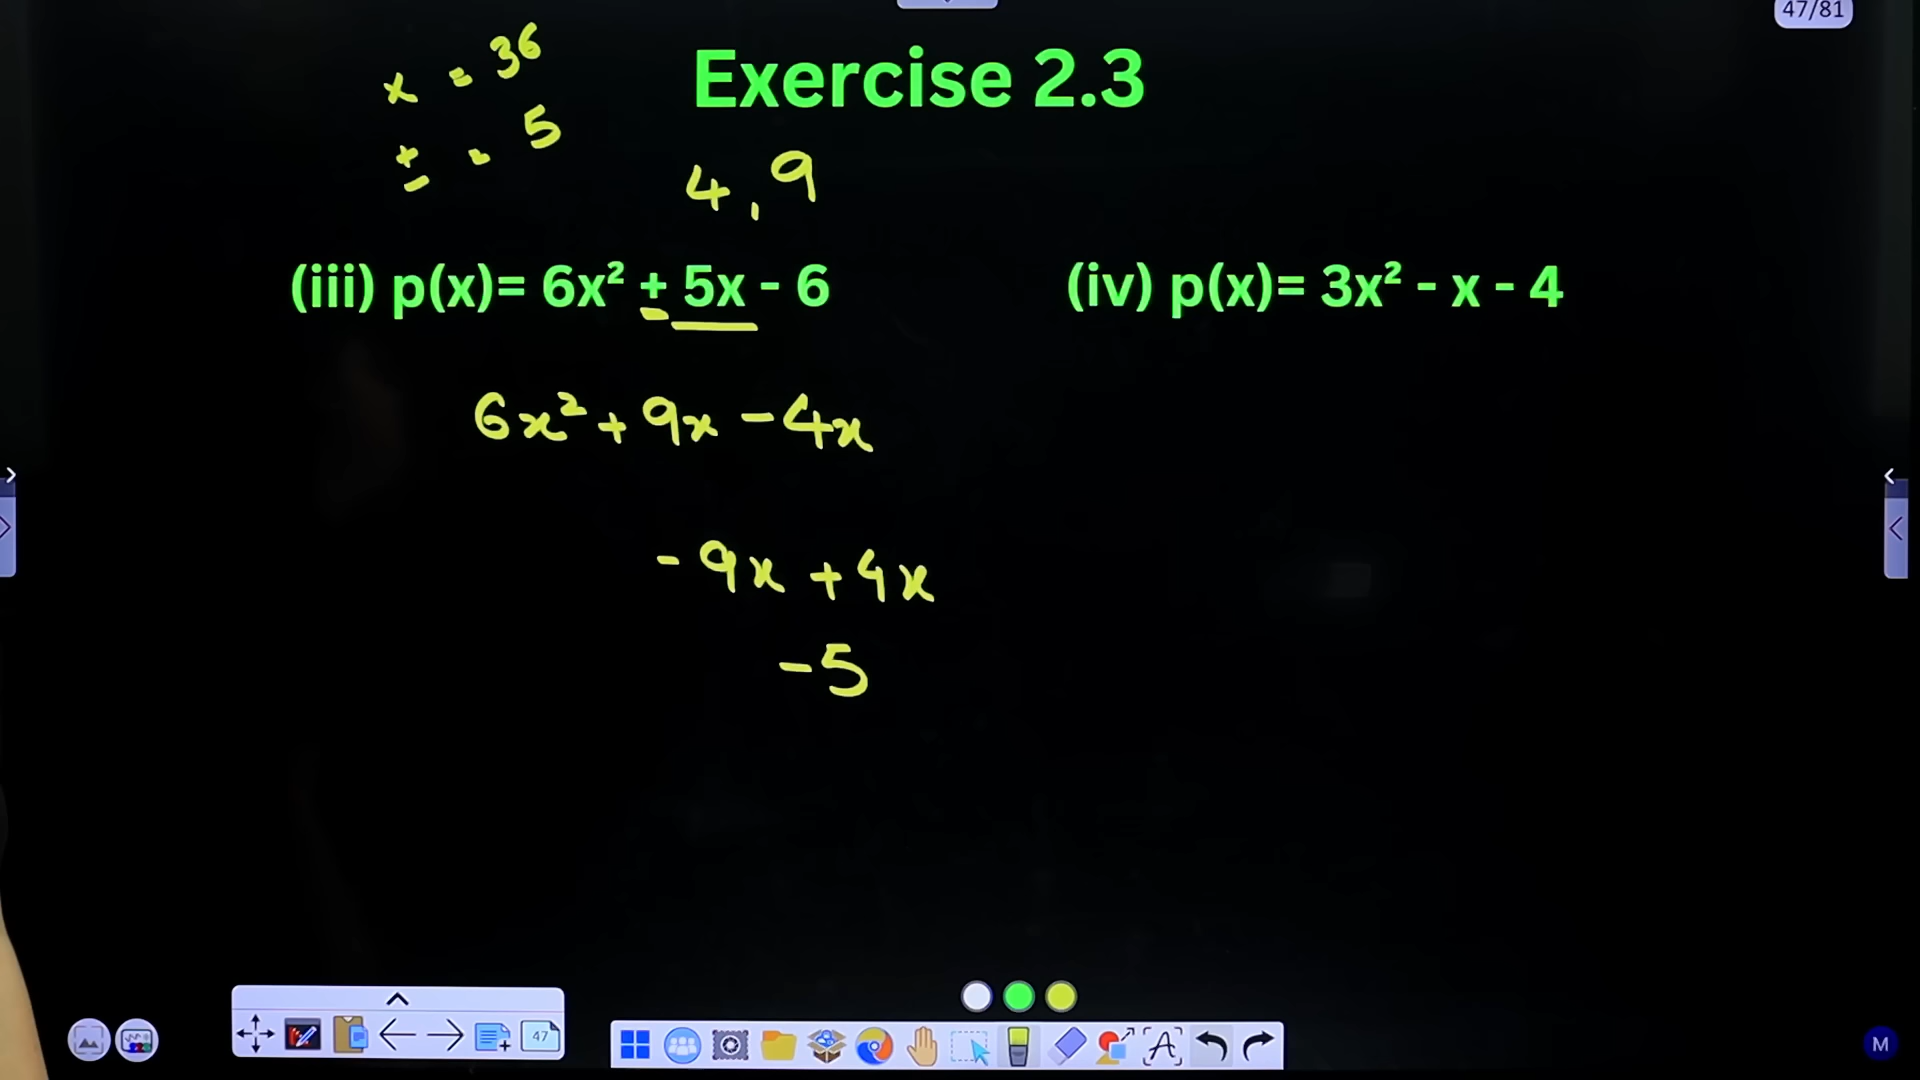 47/81
x = 36
Exercise 2.3
± = 5
4, 9
(iii) p(x)= 6x² + 5x - 6
(iv) p(x)= 3x² - x - 4
6x² + 9x - 4x
- 9x + 4x
- 5
47
A
M